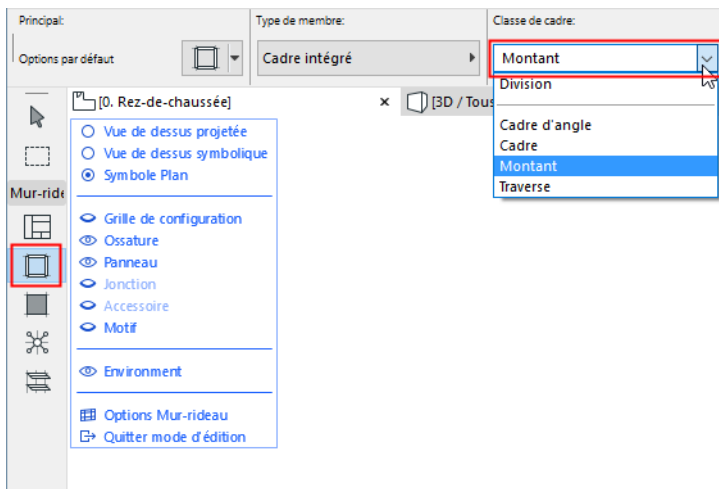 Principal:
Type de membre:
Classe de cadre:
Options par défaut
Cadre intégré
Montant
Division
Cadre d'angle
Cadre
Montant
Traverse
[0. Rez-de-chaussée]
[3D / Tous
Vue de dessus projetée
Vue de dessus symbolique
Symbole Plan
Mur-ride
Grille de configuration
Ossature
Panneau
Jonction
Accessoire
Motif
Environment
Options Mur-rideau
Quitter mode d'édition